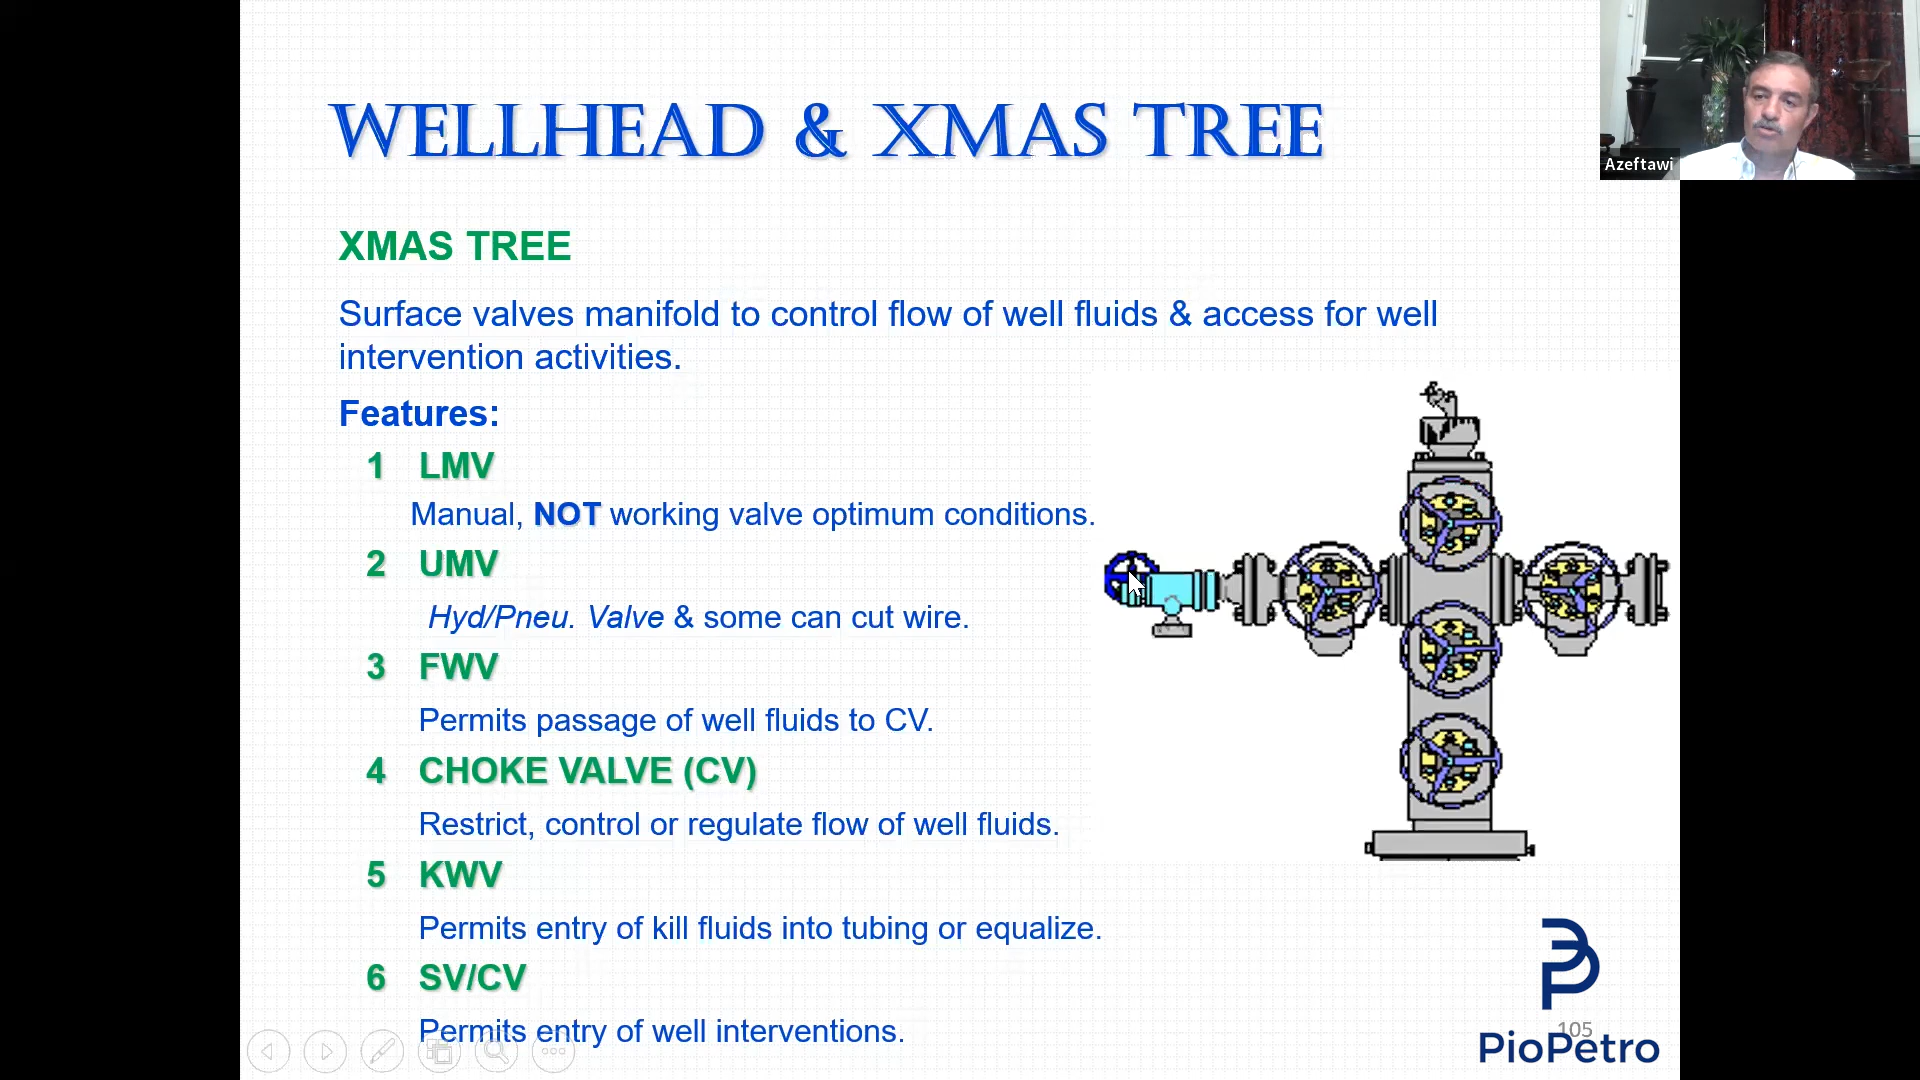 WELLHEAD & XMAS TREE
Azeftawi
XMAS TREE
Surface valves manifold to control flow of well fluids & access for well
intervention activities.
Features:
1 LMV
Manual, NOT working valve optimum conditions.
2 UMV
Hyd/Pneu. Valve & some can cut wire.
3 FWV
Permits passage of well fluids to CV.
4 CHOKE VALVE (CV)
Restrict, control or regulate flow of well fluids.
5 KWV
Permits entry of kill fluids into tubing or equalize.
6 SV/CV
Permits entry of well interventions.
105
PioPetro